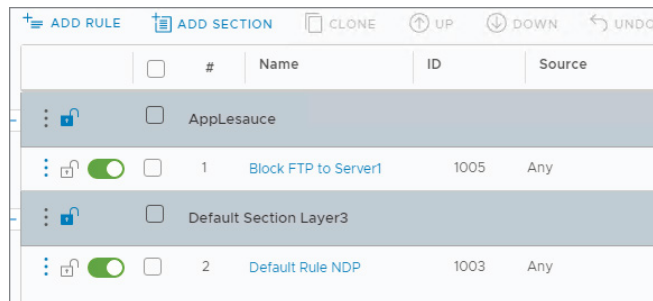 ADD RULE ADD SECTION CLONE UP DOWN UNDO
# Name ID Source
AppLesauce
1 Block FTP to Server1 1005 Any
Default Section Layer3
2 Default Rule NDP 1003 Any